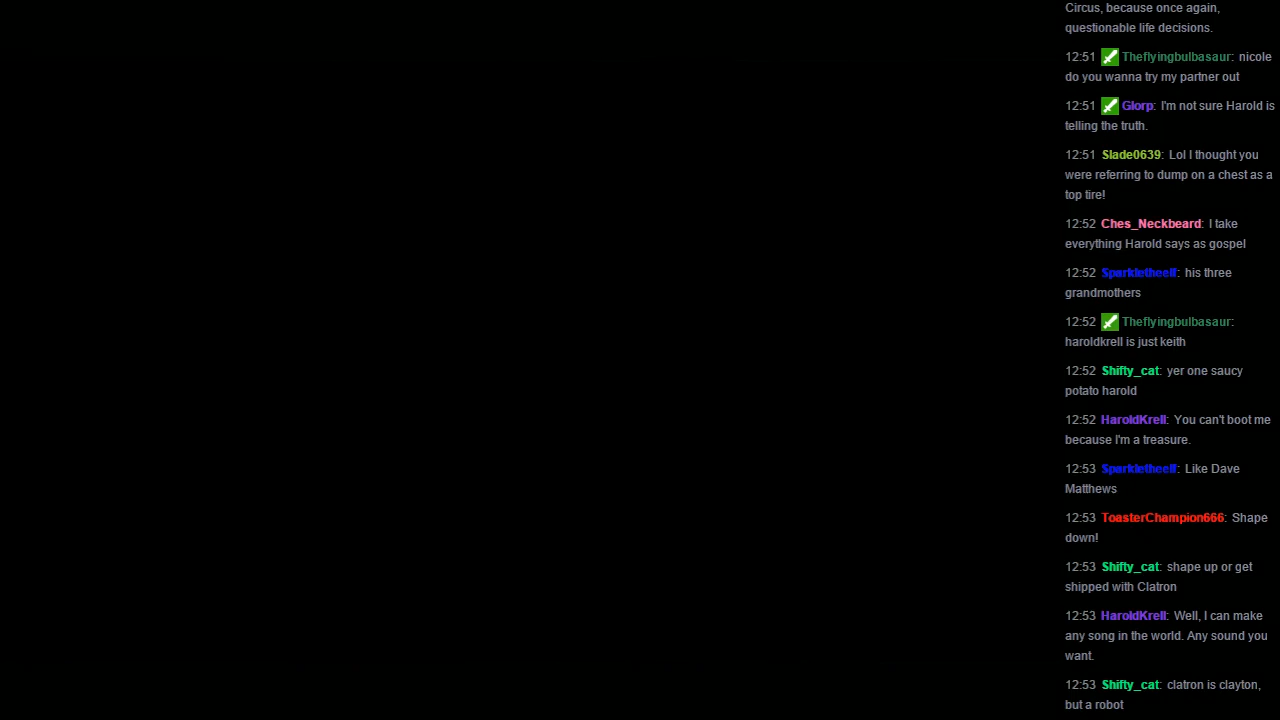 Circus, because once again,
questionable life decisions.
12:51 Theflyingbulbasaur: nicole
do you wanna try my partner out
12:51 Glorp: I'm not sure Harold is
telling the truth.
12:51 Slade0639: Lol I thought you
were referring to dump on a chest as a
top tire!
12:52 Ches_Neckbeard: I take
everything Harold says as gospel
12:52 Sparkletheelf: his three
grandmothers
12:52 Theflyingbulbasaur:
haroldkrell is just keith
12:52 Shifty_cat: yer one saucy
potato harold
12:52 HaroldKrell: You can't boot me
because I'm a treasure.
12:53 Sparkletheelf: Like Dave
Matthews
12:53 ToasterChampion666: Shape
down!
12:53 Shifty_cat: shape up or get
shipped with Clatron
12:53 HaroldKrell: Well, I can make
any song in the world. Any sound you
want.
12:53 Shifty_cat: clatron is clayton,
but a robot